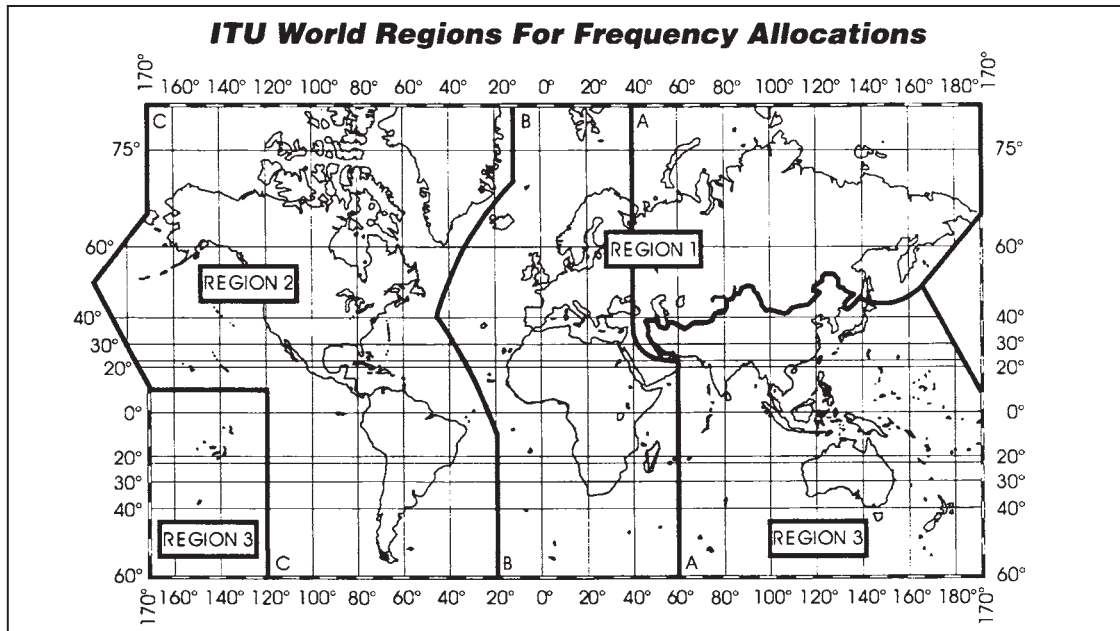 ITU World Regions For Frequency Allocations
170° 160° 140° 120° 100° 80° 60° 40° 20° 0° 20° 40° 60° 80° 100° 120° 140° 160° 180° 170°
C B A
75° 75°
60° REGION 2 REGION 1 60°
40° 40°
30° 30°
20° 20°
0° 0°
20° 20°
30° 30°
40° 40°
REGION 3 REGION 3
C B A
60° 60°
170° 160° 140° 120° 100° 80° 60° 40° 20° 0° 20° 40° 60° 80° 100° 120° 140° 160° 180° 170°